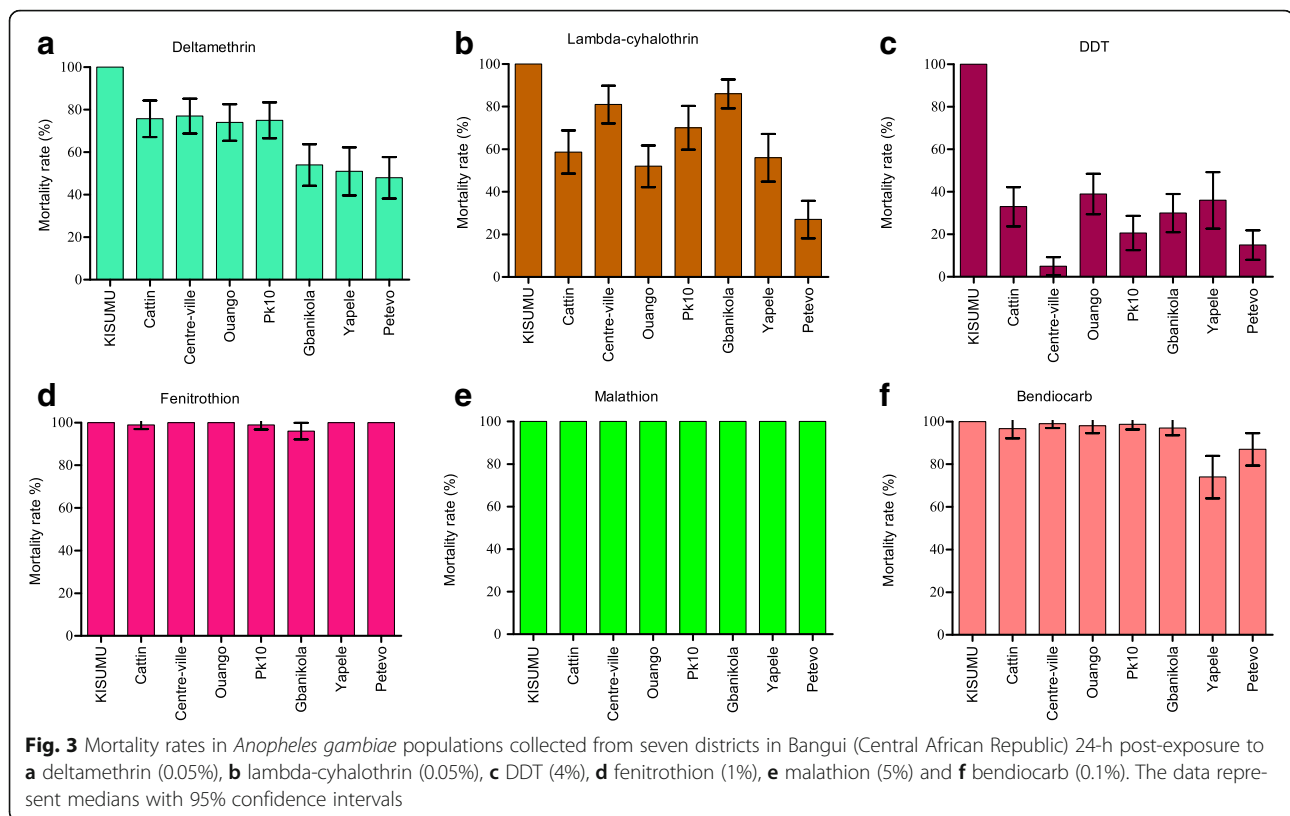 a
Deltamethrin
Mortality rate (%)
100
80
60
40
20
0
KISUMU
Cattin
Centre-ville
Ouango
Pk10
Gbanikola
Yapele
Petevo
b
Lambda-cyhalothrin
Mortality rate (%)
100
80
60
40
20
0
KISUMU
Cattin
Centre-ville
Ouango
Pk10
Gbanikola
Yapele
Petevo
c
DDT
Mortality rate (%)
100
80
60
40
20
0
KISUMU
Cattin
Centre-ville
Ouango
Pk10
Gbanikola
Yapele
Petevo
d
Fenitrothion
Mortality rate %)
100
80
60
40
20
0
KISUMU
Cattin
Centre-ville
Ouango
Pk10
Gbanikola
Yapele
Petevo
e
Malathion
Mortality rate (%)
100
80
60
40
20
0
KISUMU
Cattin
Centre-ville
Ouango
Pk10
Gbanikola
Yapele
Petevo
f
Bendiocarb
Mortality rate (%)
100
80
60
40
20
0
KISUMU
Cattin
Centre-ville
Ouango
Pk10
Gbanikola
Yapele
Petevo
Fig. 3 Mortality rates in Anopheles gambiae populations collected from seven districts in Bangui (Central African Republic) 24-h post-exposure to
a deltamethrin (0.05%), b lambda-cyhalothrin (0.05%), c DDT (4%), d fenitrothion (1%), e malathion (5%) and f bendiocarb (0.1%). The data repre-
sent medians with 95% confidence intervals